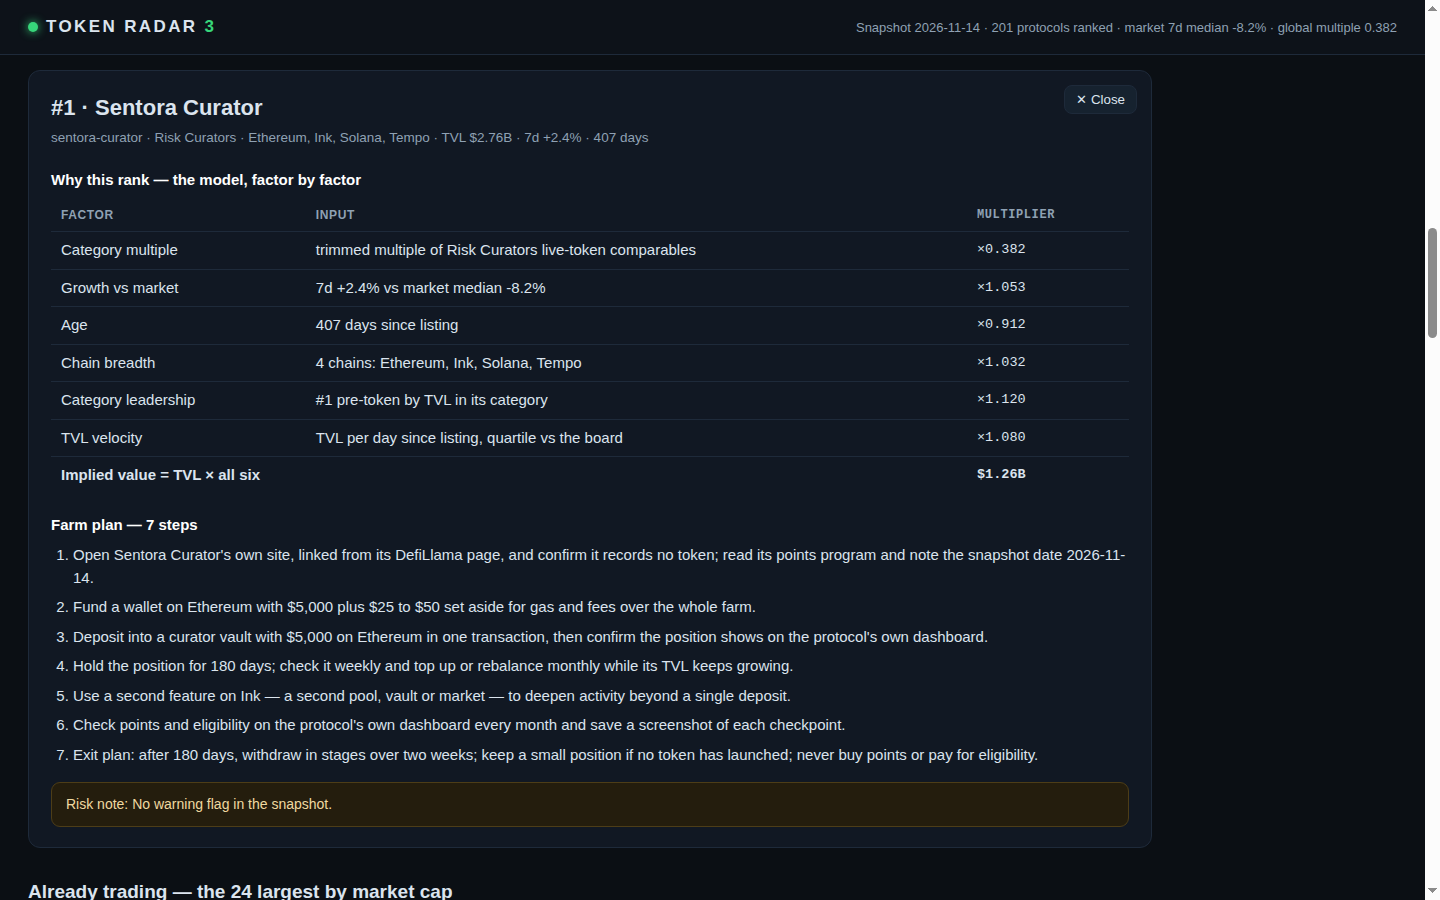 TOKEN RADAR 3
Snapshot 2026-11-14 · 201 protocols ranked · market 7d median -8.2% · global multiple 0.382
#1 · Sentora Curator
✕ Close
sentora-curator · Risk Curators · Ethereum, Ink, Solana, Tempo · TVL $2.76B · 7d +2.4% · 407 days
Why this rank — the model, factor by factor
FACTOR INPUT MULTIPLIER
Category multiple trimmed multiple of Risk Curators live-token comparables ×0.382
Growth vs market 7d +2.4% vs market median -8.2% ×1.053
Age 407 days since listing ×0.912
Chain breadth 4 chains: Ethereum, Ink, Solana, Tempo ×1.032
Category leadership #1 pre-token by TVL in its category ×1.120
TVL velocity TVL per day since listing, quartile vs the board ×1.080
Implied value = TVL × all six $1.26B
Farm plan — 7 steps
1. Open Sentora Curator's own site, linked from its DefiLlama page, and confirm it records no token; read its points program and note the snapshot date 2026-11-
14.
2. Fund a wallet on Ethereum with $5,000 plus $25 to $50 set aside for gas and fees over the whole farm.
3. Deposit into a curator vault with $5,000 on Ethereum in one transaction, then confirm the position shows on the protocol's own dashboard.
4. Hold the position for 180 days; check it weekly and top up or rebalance monthly while its TVL keeps growing.
5. Use a second feature on Ink — a second pool, vault or market — to deepen activity beyond a single deposit.
6. Check points and eligibility on the protocol's own dashboard every month and save a screenshot of each checkpoint.
7. Exit plan: after 180 days, withdraw in stages over two weeks; keep a small position if no token has launched; never buy points or pay for eligibility.
Risk note: No warning flag in the snapshot.
Already trading — the 24 largest by market cap